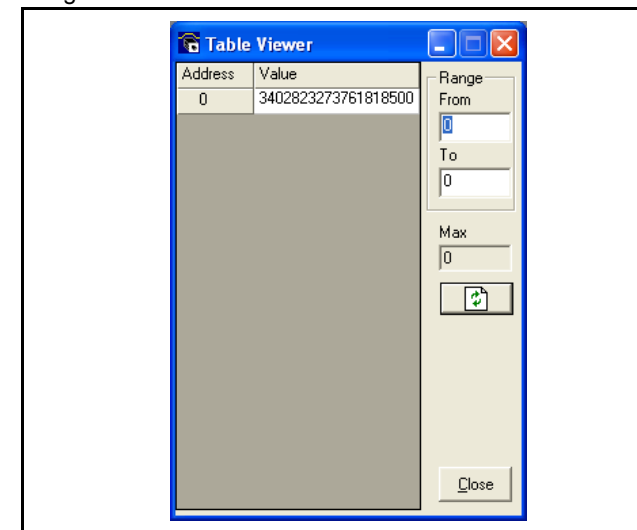 Table Viewer
Address Value
0 3402823273761818500
Range
From
0
To
0
Max
0
Close